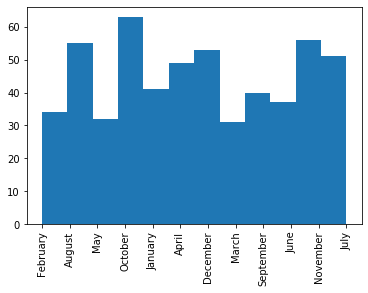 60
50
40
30
20
10
0
February
August
May
October
January
April
December
March
September
June
November
July